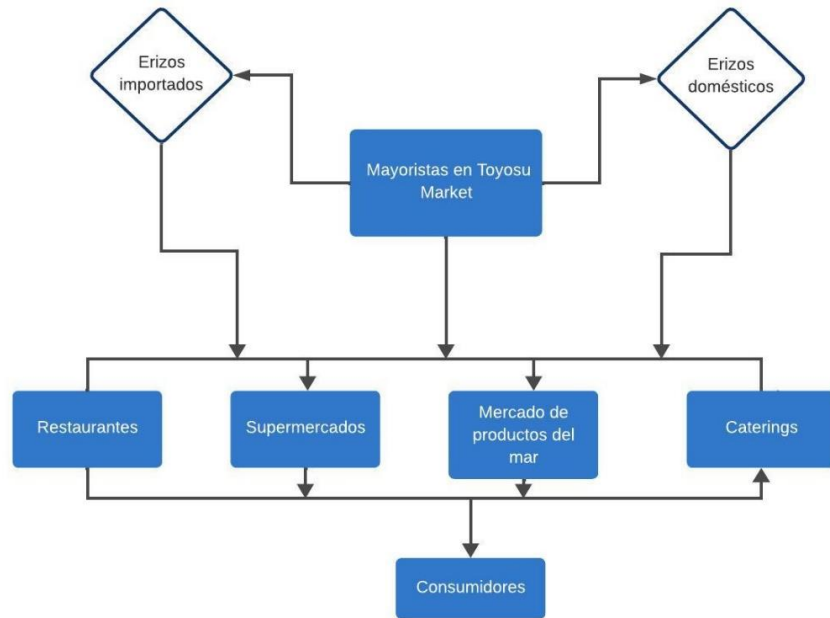 Erizos
importados
Erizos
domésticos
Mayoristas en Toyosu
Market
Restaurantes
Supermercados
Mercado de
productos del
mar
Caterings
Consumidores